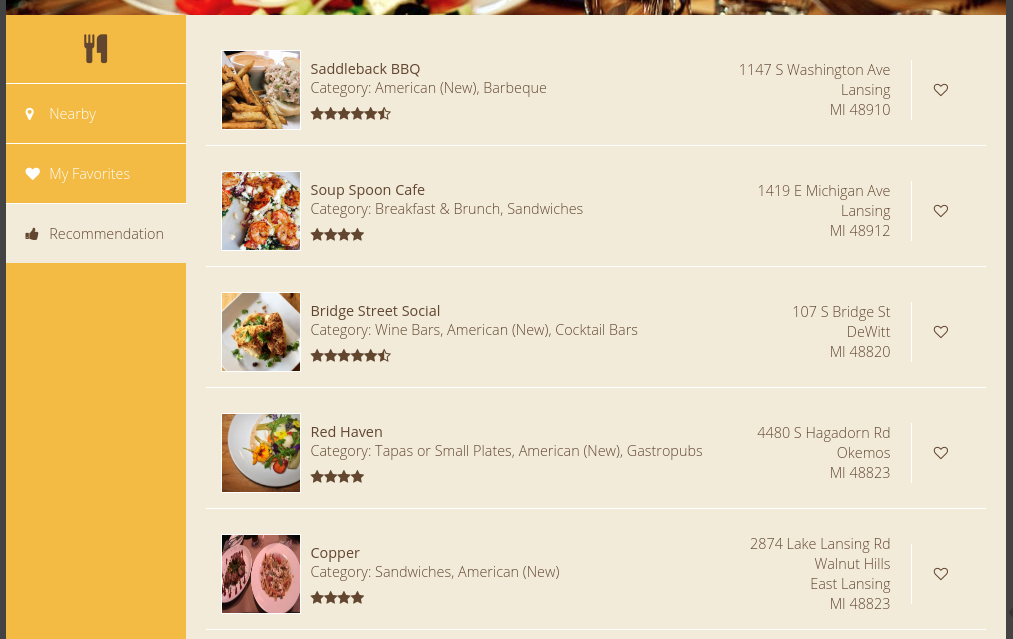 Nearby
My Favorites
Recommendation
Saddleback BBQ
Category: American (New), Barbeque
1147 S Washington Ave
Lansing
MI 48910
Soup Spoon Cafe
Category: Breakfast & Brunch, Sandwiches
1419 E Michigan Ave
Lansing
MI 48912
Bridge Street Social
Category: Wine Bars, American (New), Cocktail Bars
107 S Bridge St
DeWitt
MI 48820
Red Haven
Category: Tapas or Small Plates, American (New), Gastropubs
4480 S Hagadorn Rd
Okemos
MI 48823
Copper
Category: Sandwiches, American (New)
2874 Lake Lansing Rd
Walnut Hills
East Lansing
MI 48823